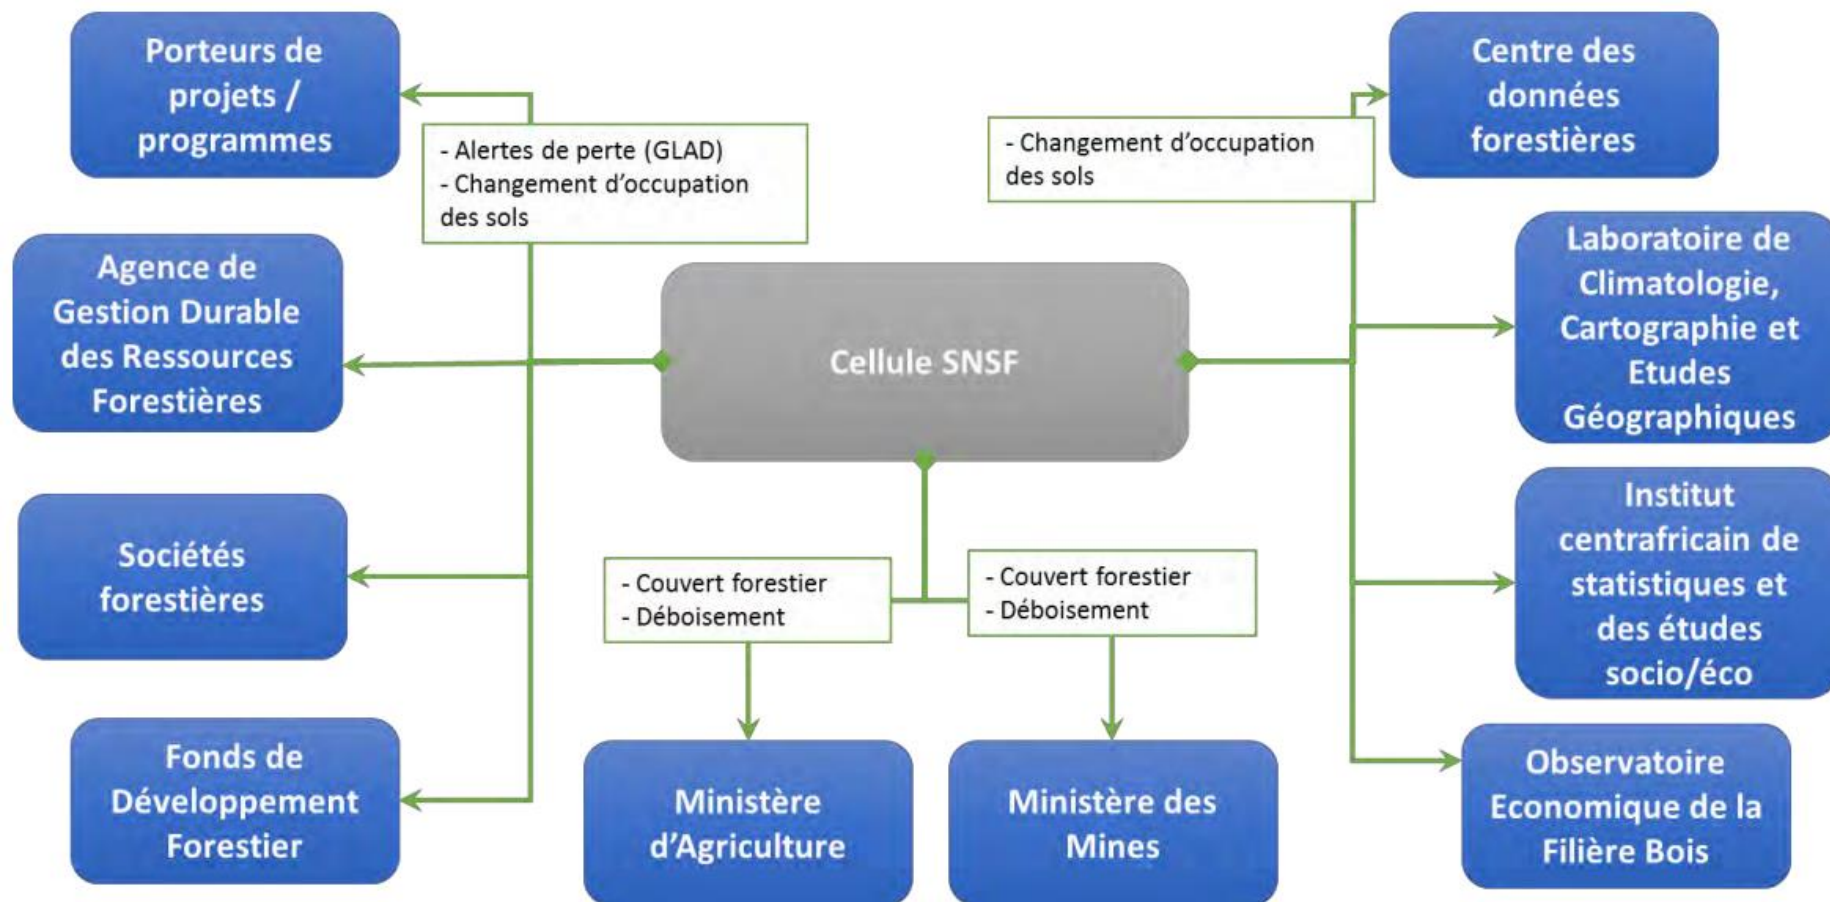 Porteurs de
projets /
programmes
- Alertes de perte (GLAD)
- Changement d'occupation
des sols
- Changement d'occupation
des sols
Centre des
données
forestières
Agence de
Gestion Durable
des Ressources
Forestières
Cellule SNSF
Laboratoire de
Climatologie,
Cartographie et
Etudes
Géographiques
Sociétés
forestières
- Couvert forestier
- Déboisement
- Couvert forestier
- Déboisement
Institut
centrafricain de
statistiques et
des études
socio/éco
Fonds de
Développement
Forestier
Ministère
d'Agriculture
Ministère des
Mines
Observatoire
Economique de la
Filière Bois